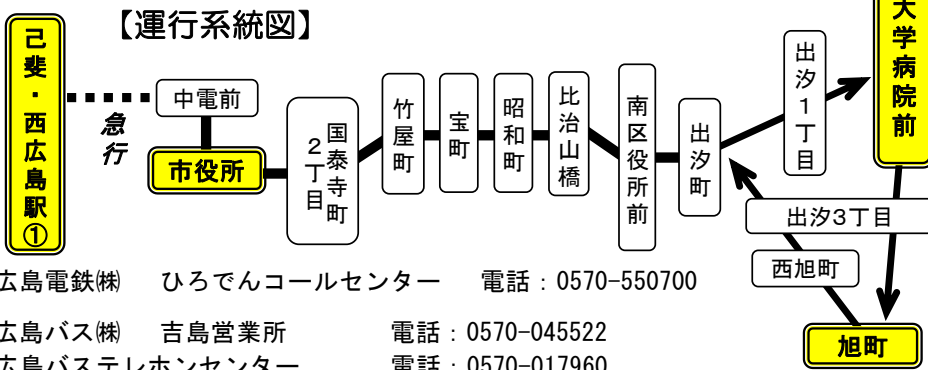 【運行系統図】
己斐・西広島駅①
急行
中電前
市役所
国泰寺町
2丁目
竹屋町
宝町
昭和町
比治山橋
南区役所前
出汐町
出汐1丁目
大学病院前
出汐3丁目
西旭町
旭町
広島電鉄㈱ ひろでんコールセンター 電話：0570-550700
広島バス㈱ 吉島営業所 電話：0570-045522
広島バステレホンセンター 電話：0570-017960